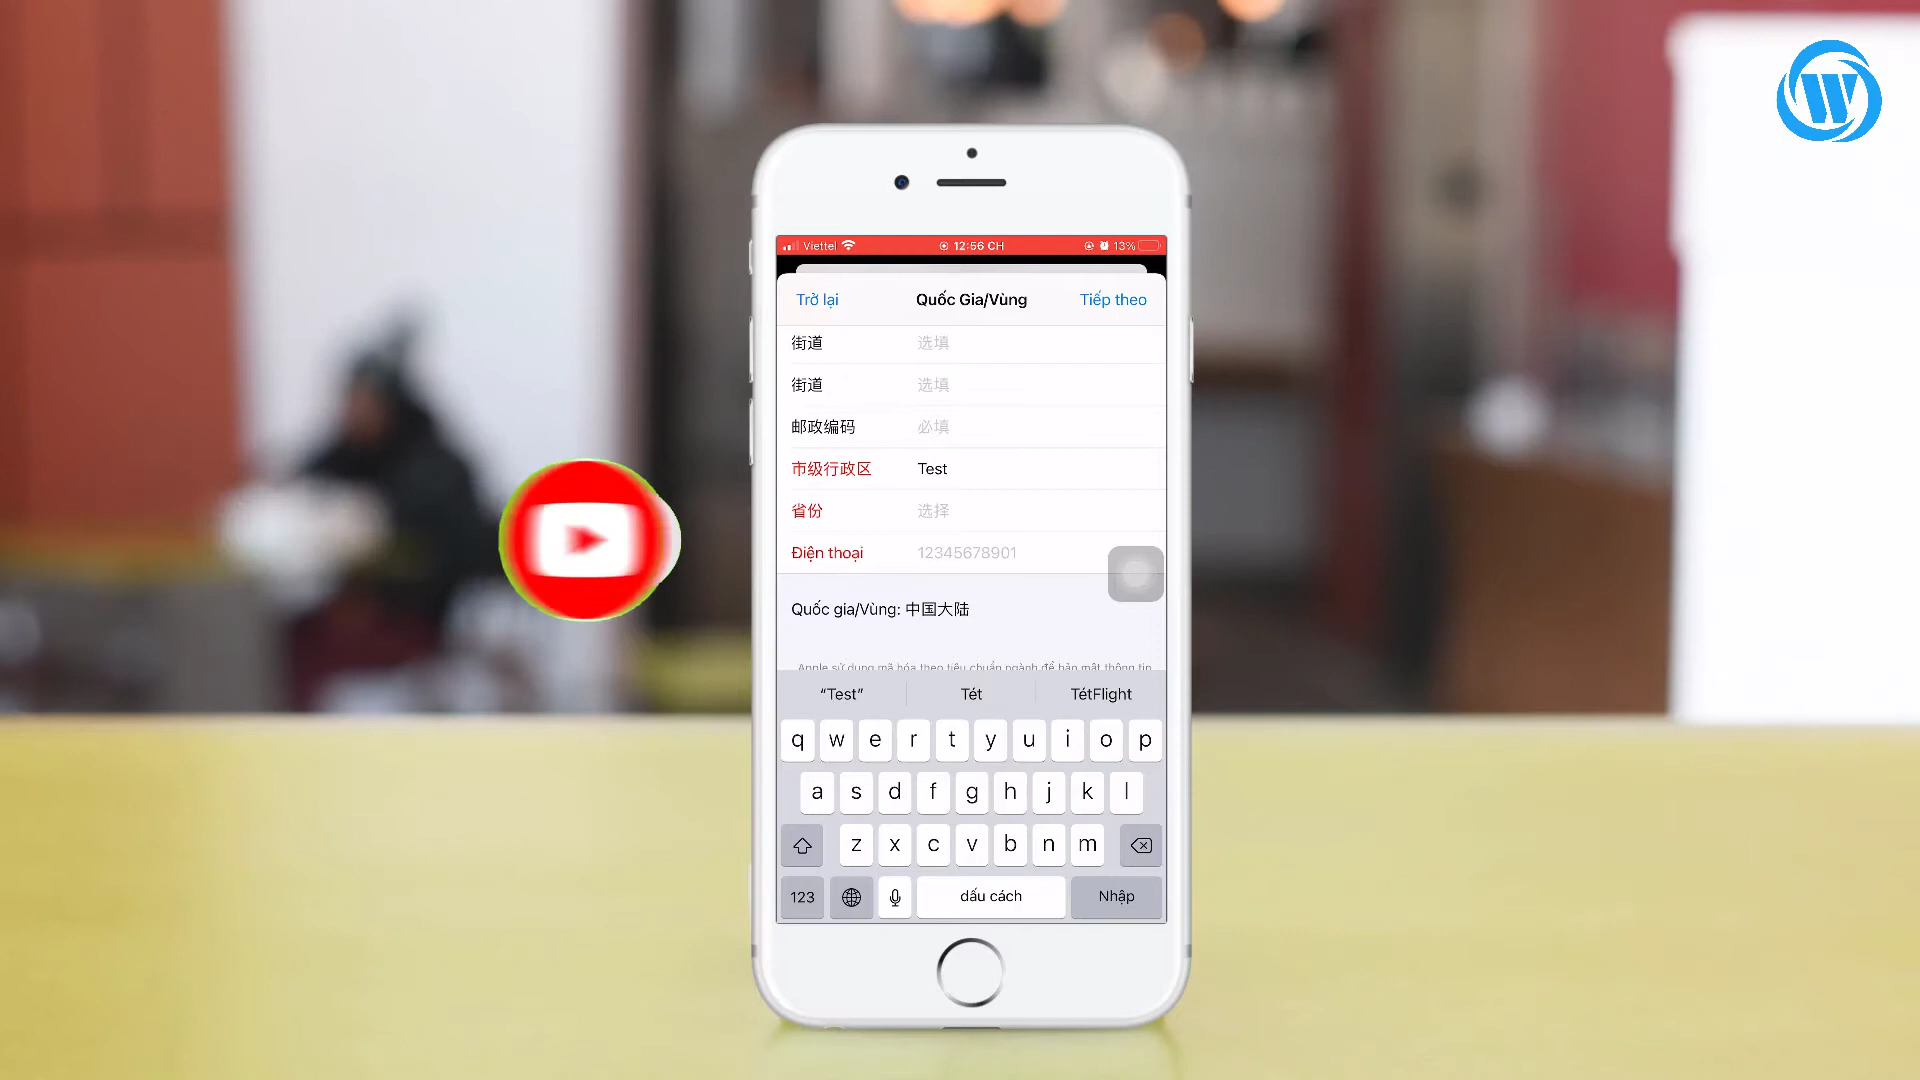 W
Viettel 12:56 CH 13%
Trở lại Quốc Gia/Vùng Tiếp theo
街道 选填
街道 选填
邮政编码 必填
市级行政区 Test
省份 选择
Điện thoại 12345678901
Quốc gia/Vùng: 中国大陆
Apple sử dụng mã hóa theo tiêu chuẩn ngành để bảo mật thông tin
“Test” Tét TétFlight
q w e r t y u i o p
a s d f g h j k l
z x c v b n m
123 dấu cách Nhập